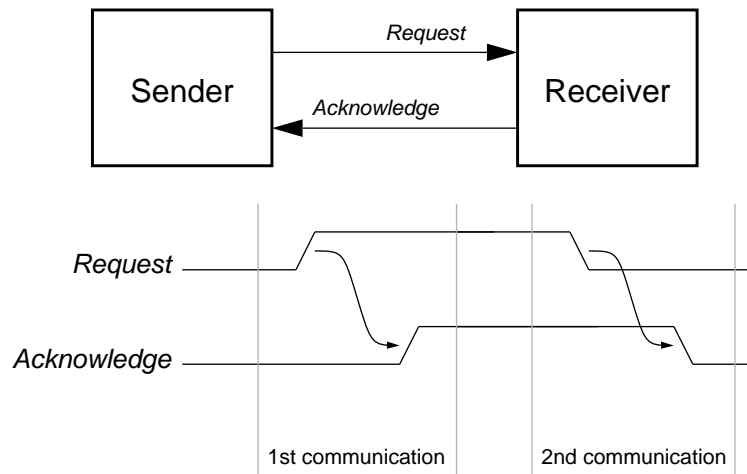 Request
Sender
Receiver
Acknowledge
Request
Acknowledge
1st communication
2nd communication